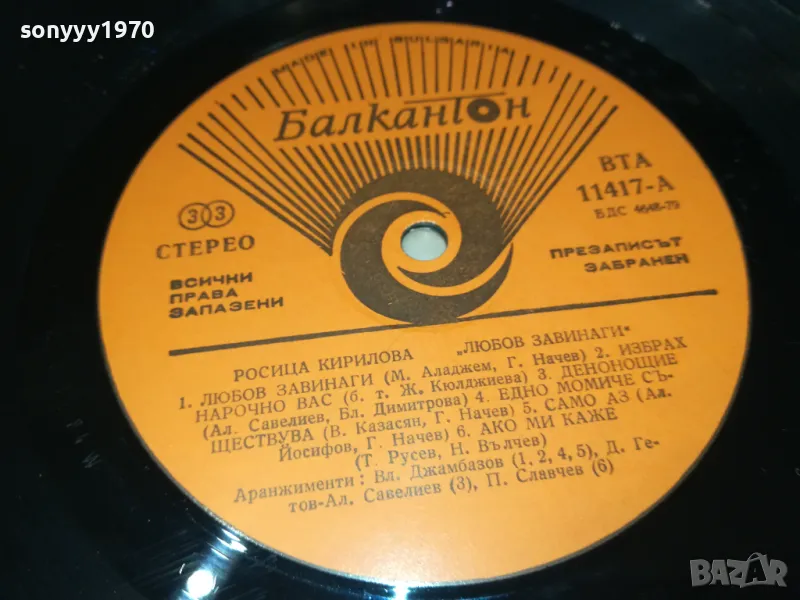 sonyyy1970
MADE IN BULGARIA
Балкантон
ВТА
11417-А
БДС 4648-79
33
СТЕРЕО
ВСИЧКИ
ПРАВА
ЗАПАЗЕНИ
ПРЕЗАПИСЪТ
ЗАБРАНЕН
РОСИЦА КИРИЛОВА „ЛЮБОВ ЗАВИНАГИ“
1. ЛЮБОВ ЗАВИНАГИ (М. Аладжем, Г. Начев) 2. ИЗБРАХ
НАРОЧНО ВАС (б. т. Ж. Кюлджиева) 3. ДЕНОНОЩИЕ
(Ал. Савелиев, Бл. Димитрова) 4. ЕДНО МОМИЧЕ СЪ-
ЩЕСТВУВА (В. Казасян, Г. Начев) 5. САМО АЗ (Ал.
Йосифов, Г. Начев) 6. АКО МИ КАЖЕ
(Т. Русев, Н. Вълчев)
Аранжименти: Вл. Джамбазов (1, 2, 4, 5), Д. Ге-
тов-Ал. Савелиев (3), П. Славчев (6)
BAZAR